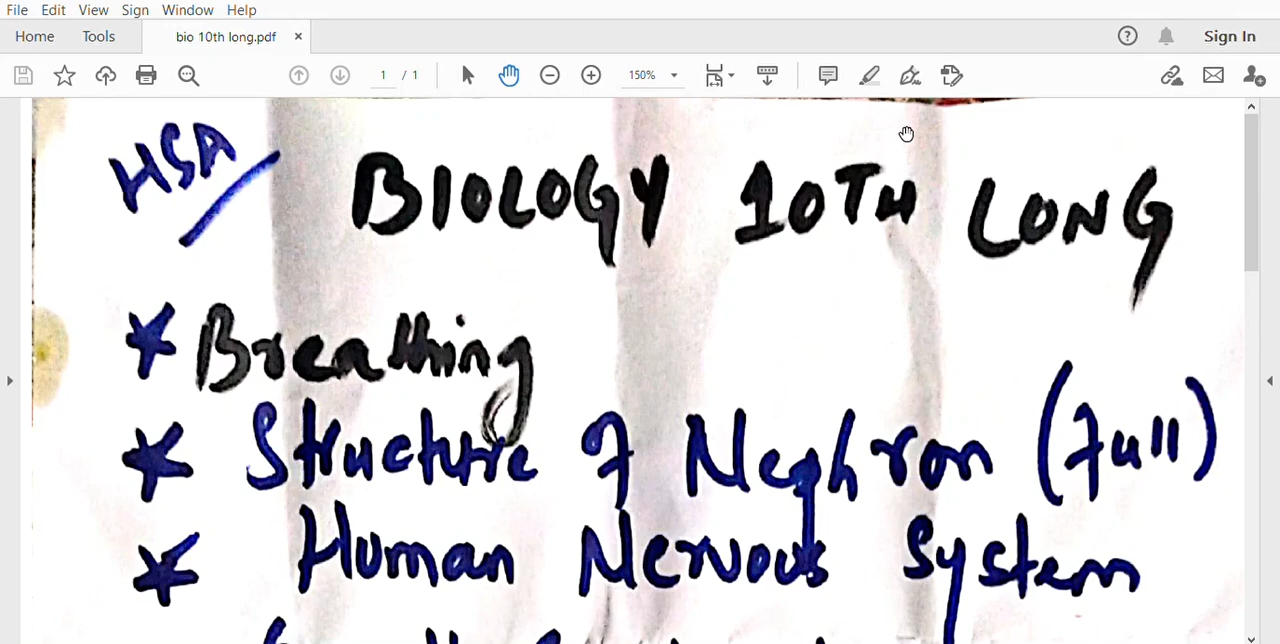 File Edit View Sign Window Help
Home Tools bio 10th long.pdf × ? Sign In
1 / 1 150%
HSA
BIOLOGY 10TH LONG
* Breathing
* Structure of Nephron (full)
* Human Nervous System